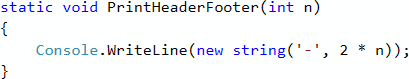 static void PrintHeaderFooter(int n)
{
    Console.WriteLine(new string('-', 2 * n));
}